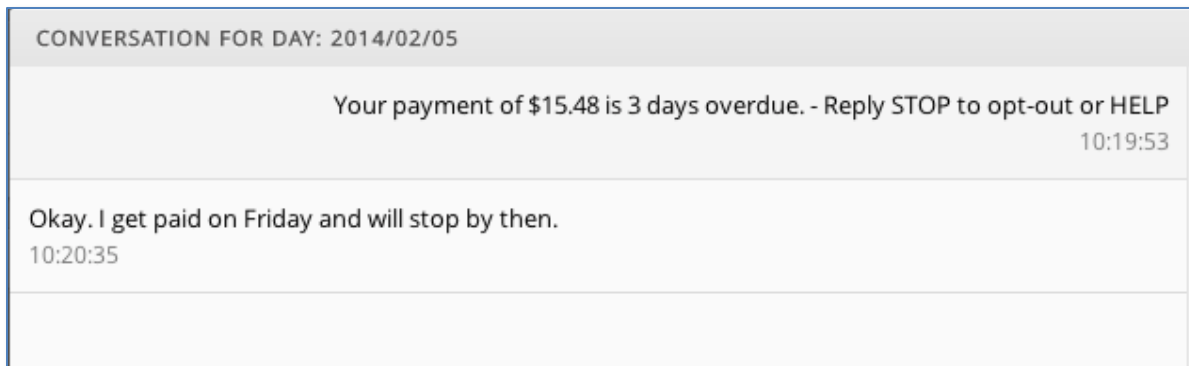 CONVERSATION FOR DAY: 2014/02/05
Your payment of $15.48 is 3 days overdue. - Reply STOP to opt-out or HELP
10:19:53
Okay. I get paid on Friday and will stop by then.
10:20:35